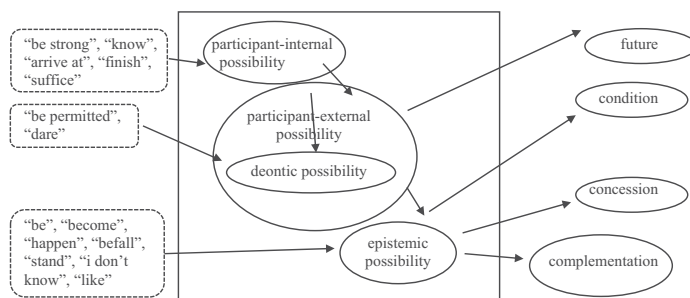 “be strong”, “know”,
“arrive at”, “finish”,
“suffice”
“be permitted”,
“dare”
“be”, “become”,
“happen”, “befall”,
“stand”, “i don't
know”, “like”
participant-internal
possibility
participant-external
possibility
deontic possibility
epistemic
possibility
future
condition
concession
complementation